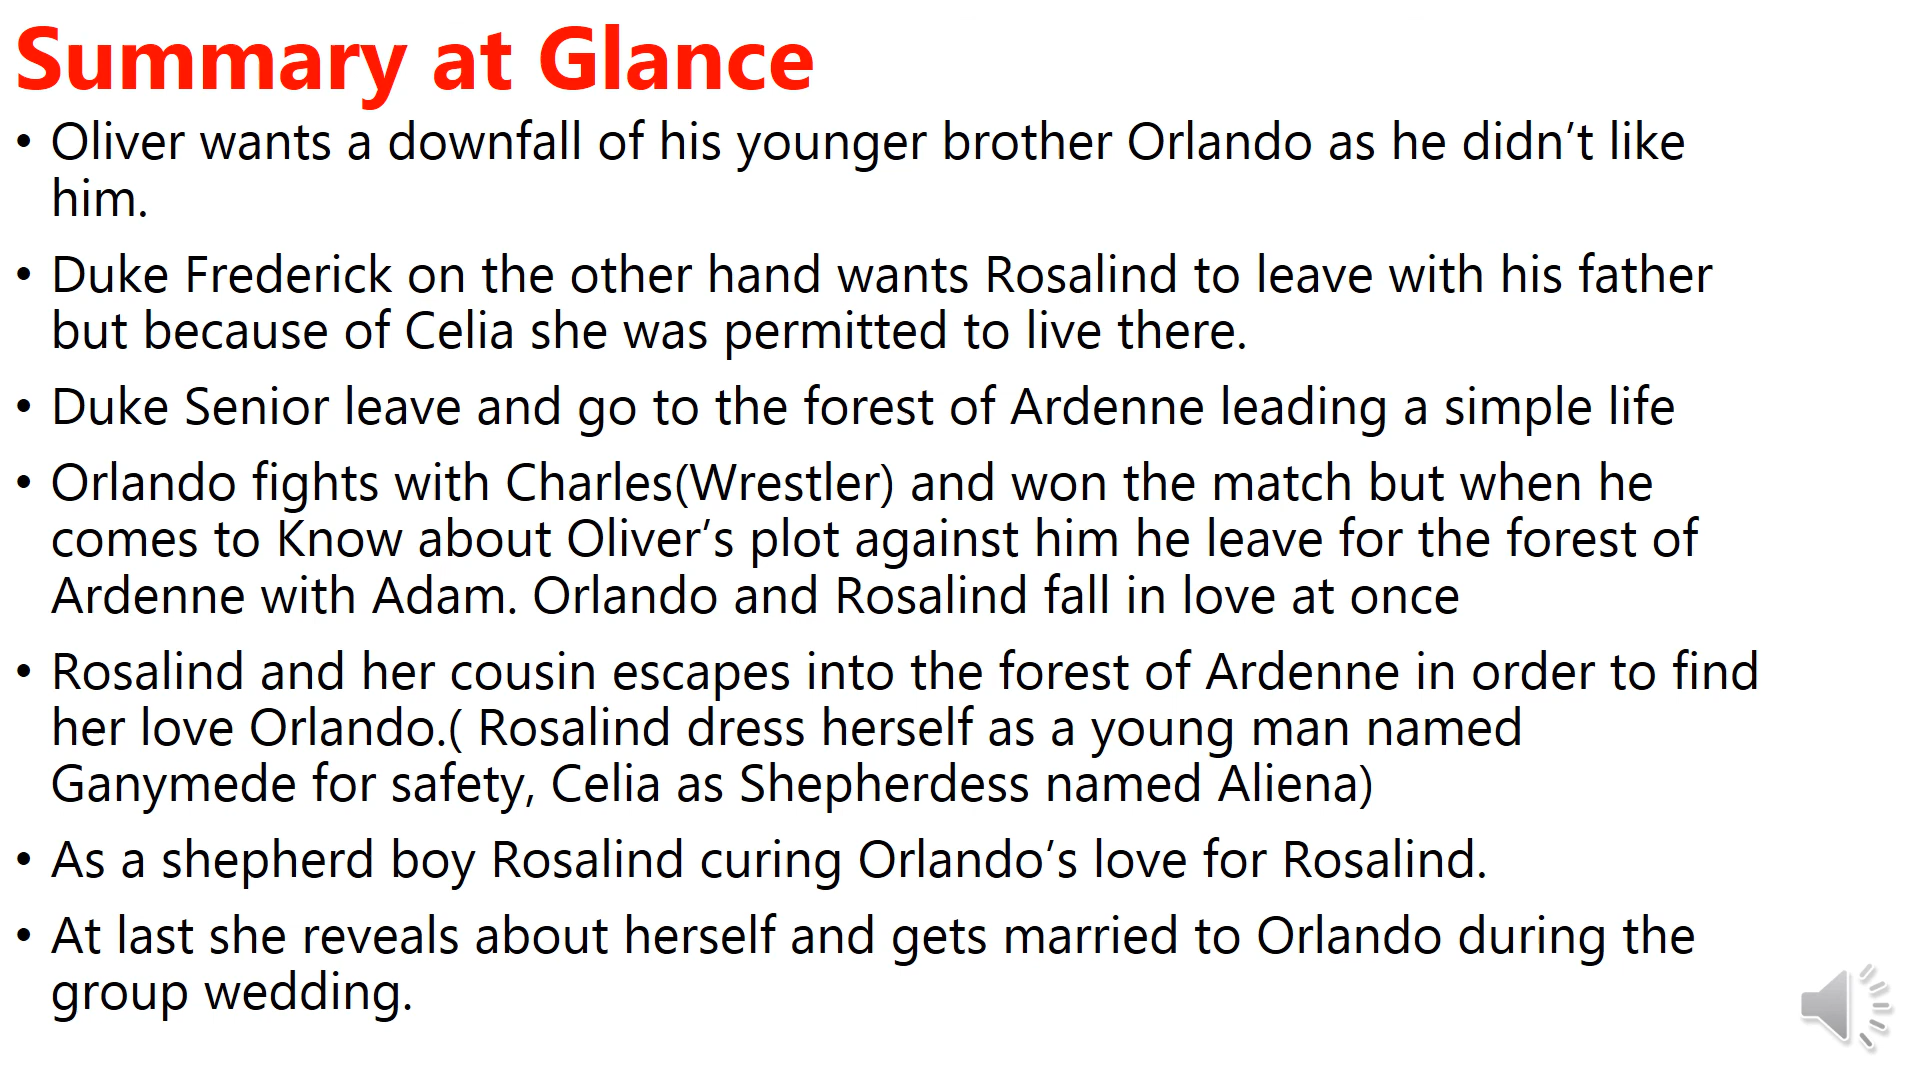 Summary at Glance
• Oliver wants a downfall of his younger brother Orlando as he didn’t like
him.
• Duke Frederick on the other hand wants Rosalind to leave with his father
but because of Celia she was permitted to live there.
• Duke Senior leave and go to the forest of Ardenne leading a simple life
• Orlando fights with Charles(Wrestler) and won the match but when he
comes to Know about Oliver’s plot against him he leave for the forest of
Ardenne with Adam. Orlando and Rosalind fall in love at once
• Rosalind and her cousin escapes into the forest of Ardenne in order to find
her love Orlando.( Rosalind dress herself as a young man named
Ganymede for safety, Celia as Shepherdess named Aliena)
• As a shepherd boy Rosalind curing Orlando’s love for Rosalind.
• At last she reveals about herself and gets married to Orlando during the
group wedding.